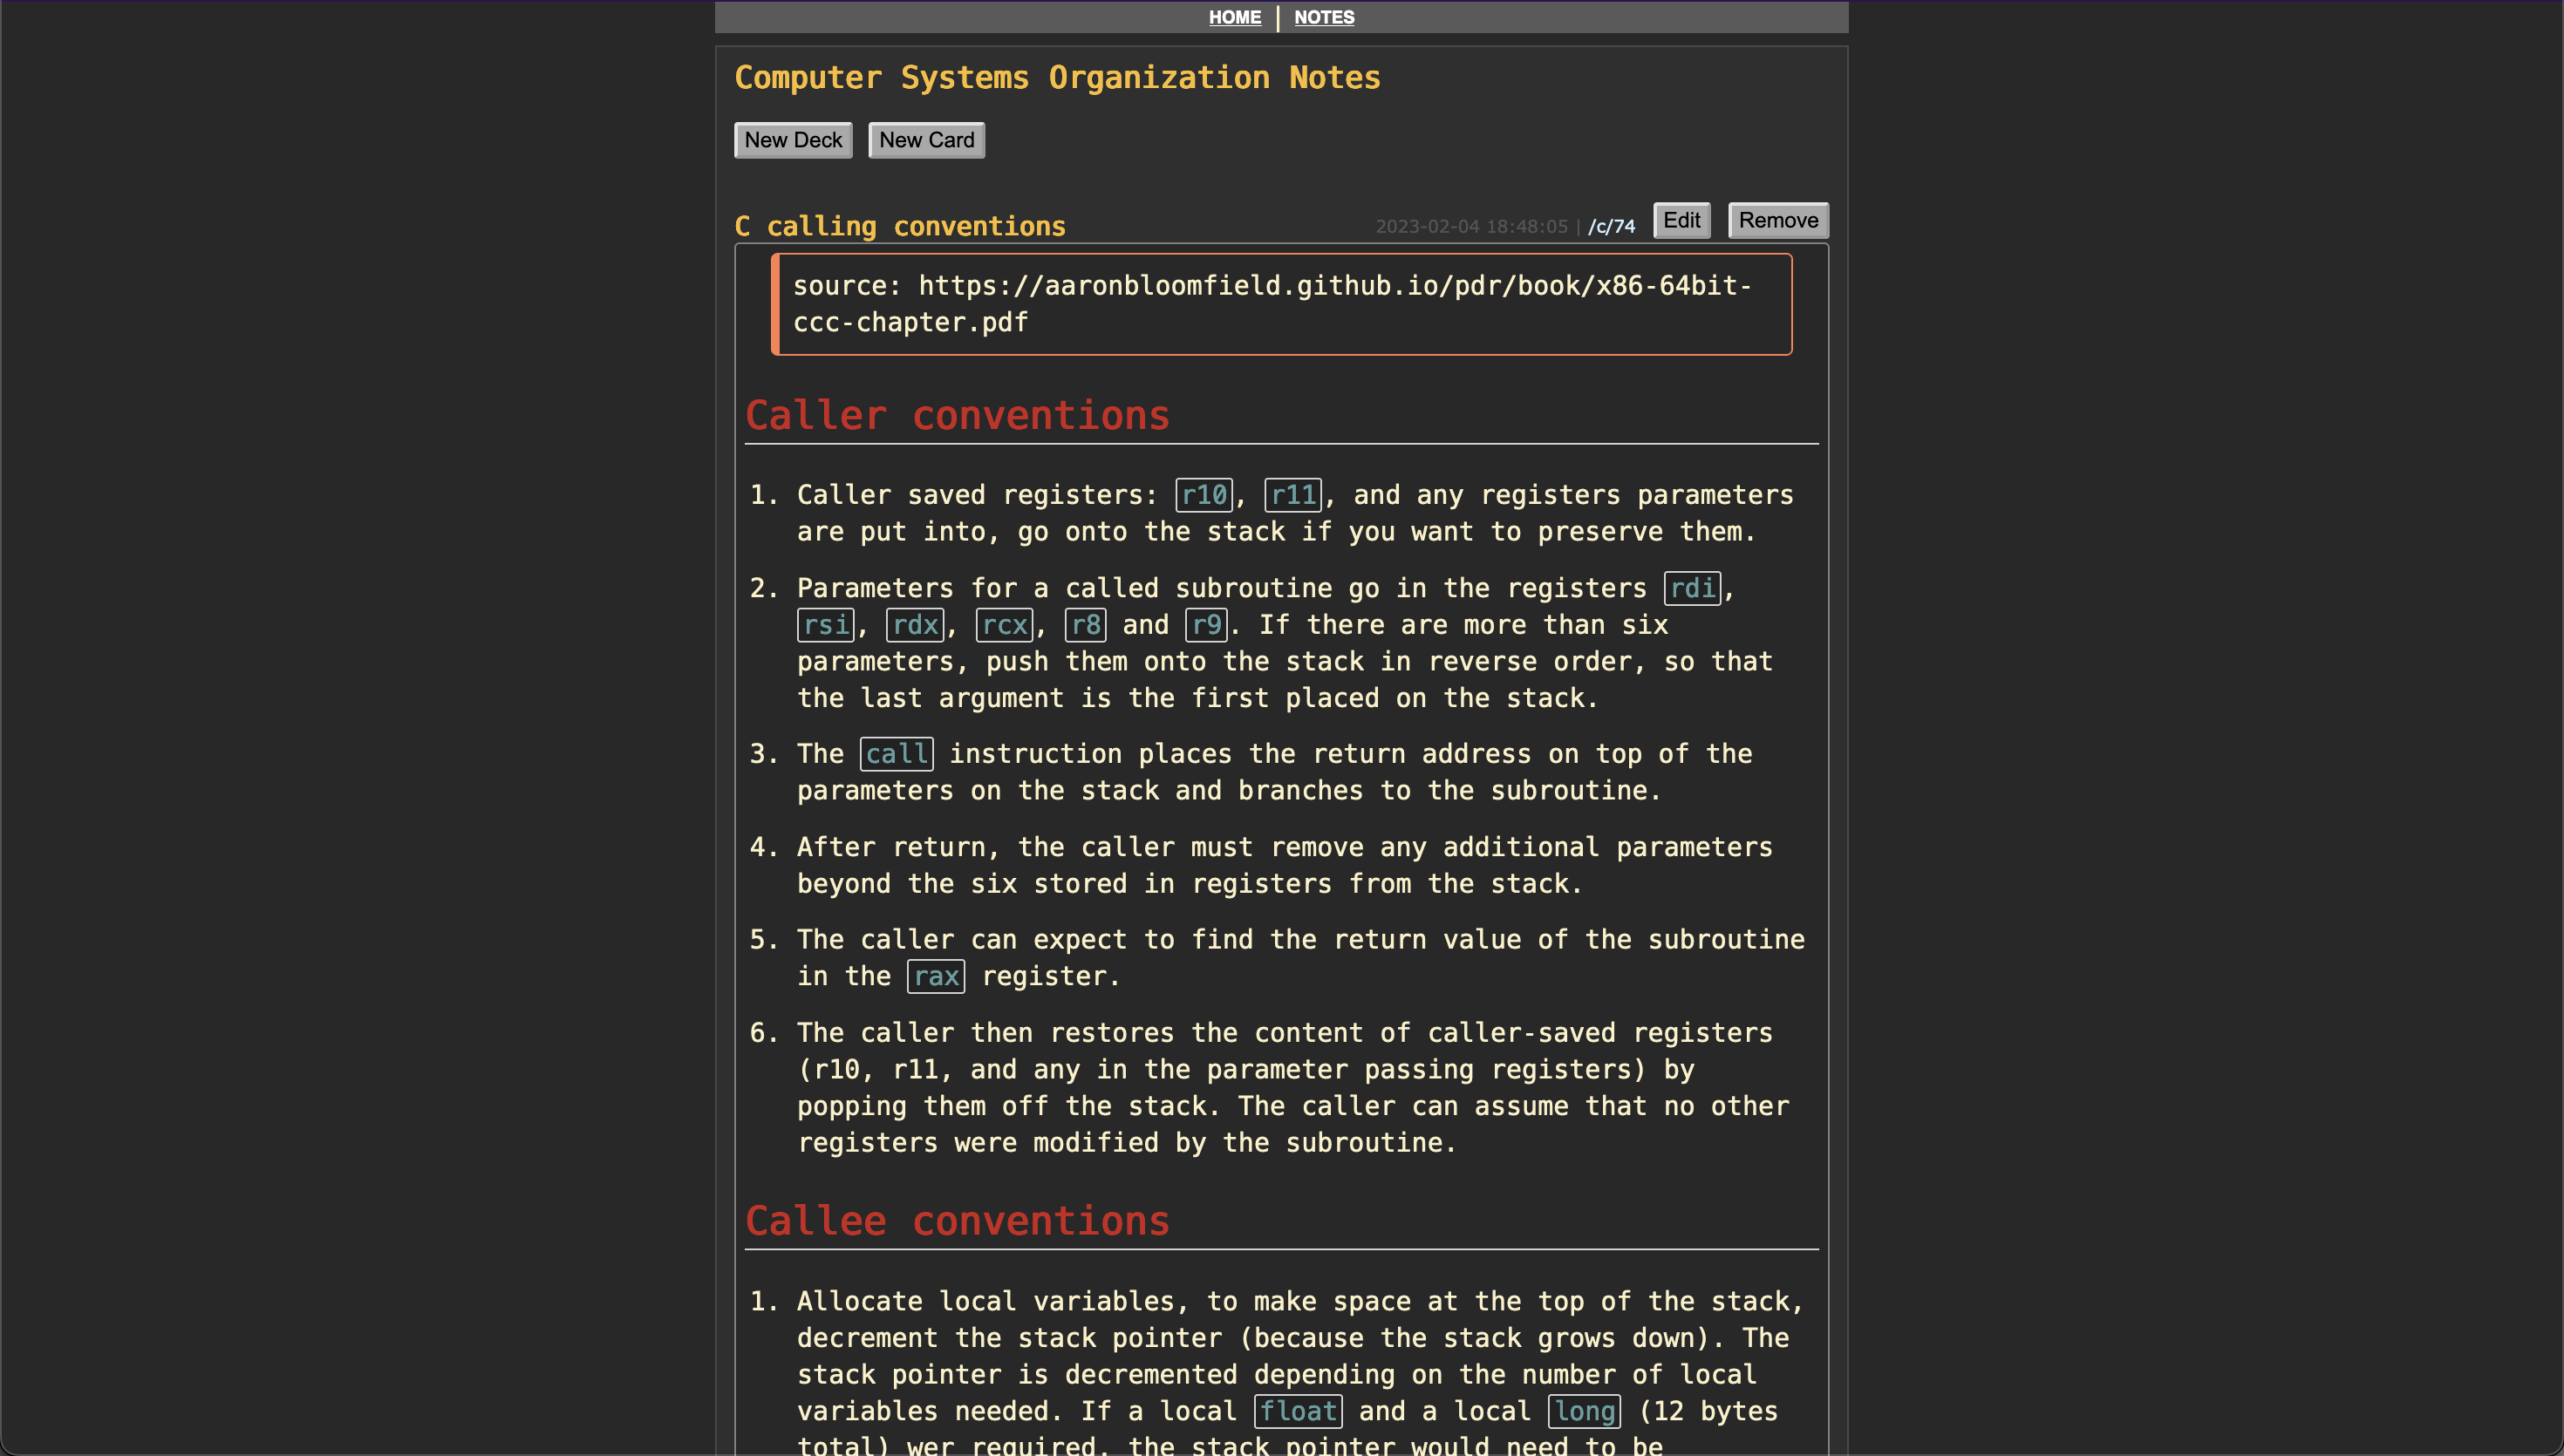 HOME | NOTES
Computer Systems Organization Notes
New Deck New Card
C calling conventions 2023-02-04 18:48:05 | /c/74 Edit Remove
source: https://aaronbloomfield.github.io/pdr/book/x86-64bit-
ccc-chapter.pdf
Caller conventions
1. Caller saved registers: r10, r11, and any registers parameters
are put into, go onto the stack if you want to preserve them.
2. Parameters for a called subroutine go in the registers rdi,
rsi, rdx, rcx, r8 and r9. If there are more than six
parameters, push them onto the stack in reverse order, so that
the last argument is the first placed on the stack.
3. The call instruction places the return address on top of the
parameters on the stack and branches to the subroutine.
4. After return, the caller must remove any additional parameters
beyond the six stored in registers from the stack.
5. The caller can expect to find the return value of the subroutine
in the rax register.
6. The caller then restores the content of caller-saved registers
(r10, r11, and any in the parameter passing registers) by
popping them off the stack. The caller can assume that no other
registers were modified by the subroutine.
Callee conventions
1. Allocate local variables, to make space at the top of the stack,
decrement the stack pointer (because the stack grows down). The
stack pointer is decremented depending on the number of local
variables needed. If a local float and a local long (12 bytes
total) wer required, the stack pointer would need to be